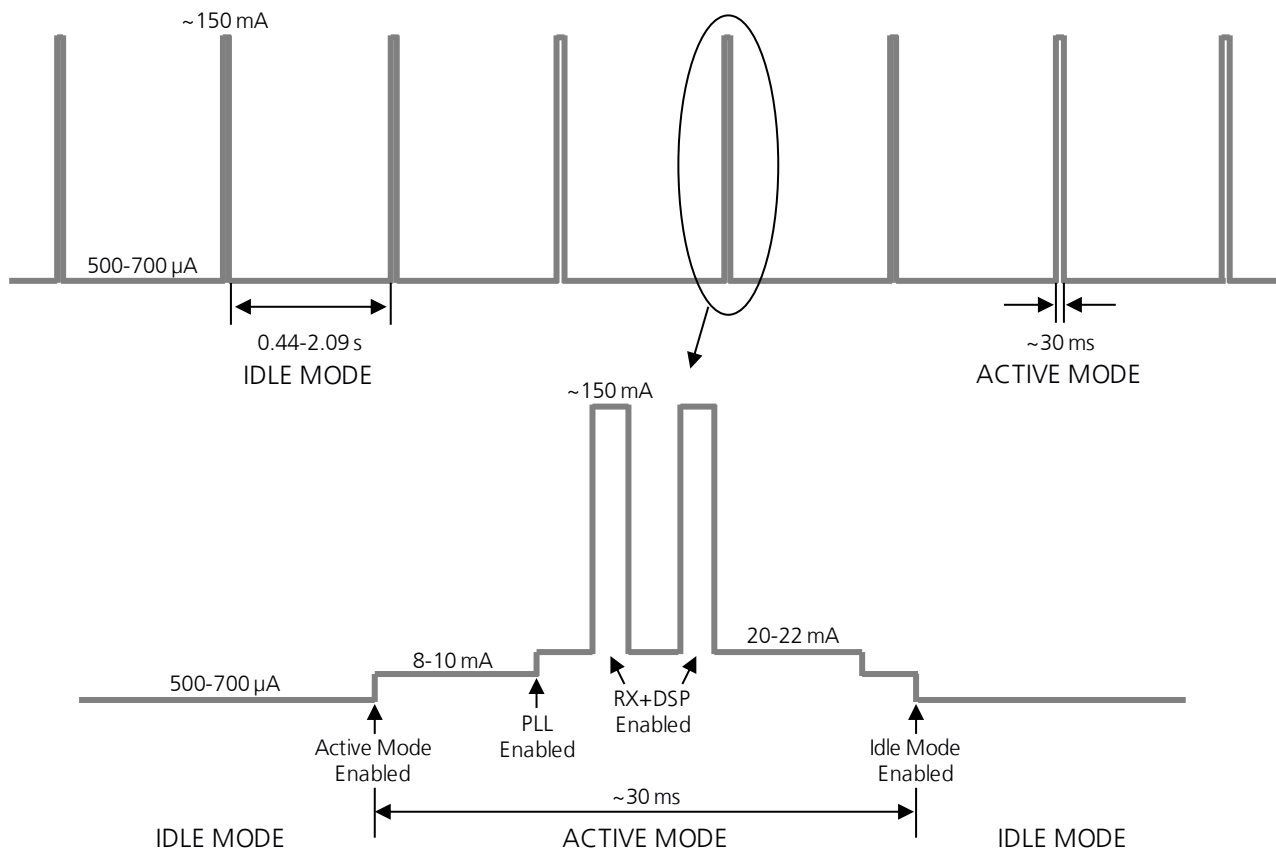 ~150 mA
500-700 µA
0.44-2.09 s
IDLE MODE
~30 ms
ACTIVE MODE
~150 mA
20-22 mA
8-10 mA
500-700 µA
RX+DSP
Enabled
PLL
Enabled
Active Mode
Enabled
Idle Mode
Enabled
~30 ms
IDLE MODE
ACTIVE MODE
IDLE MODE